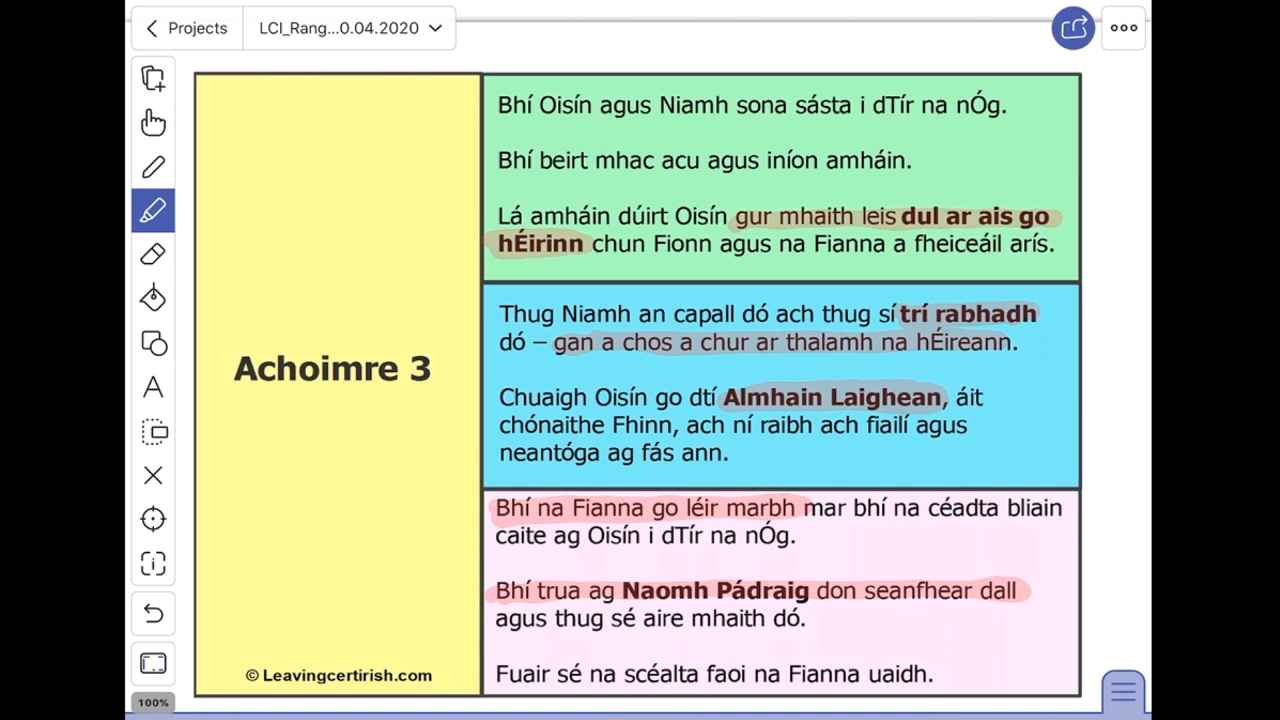 Projects
LCI_Rang...0.04.2020
Bhí Oisín agus Niamh sona sásta i dTír na nÓg.
Bhí beirt mhac acu agus iníon amháin.
Lá amháin dúirt Oisín gur mhaith leis dul ar ais go
hÉirinn chun Fionn agus na Fianna a fheiceáil arís.
Achoimre 3
Thug Niamh an capall dó ach thug sí trí rabhadh
dó – gan a chos a chur ar thalamh na hÉireann.
Chuaigh Oisín go dtí Almhain Laighean, áit
chónaithe Fhinn, ach ní raibh ach fiailí agus
neantóga ag fás ann.
Bhí na Fianna go léir marbh mar bhí na céadta bliain
caite ag Oisín i dTír na nÓg.
Bhí trua ag Naomh Pádraig don seanfhear dall
agus thug sé aire mhaith dó.
Fuair sé na scéalta faoi na Fianna uaidh.
© Leavingcertirish.com
100%